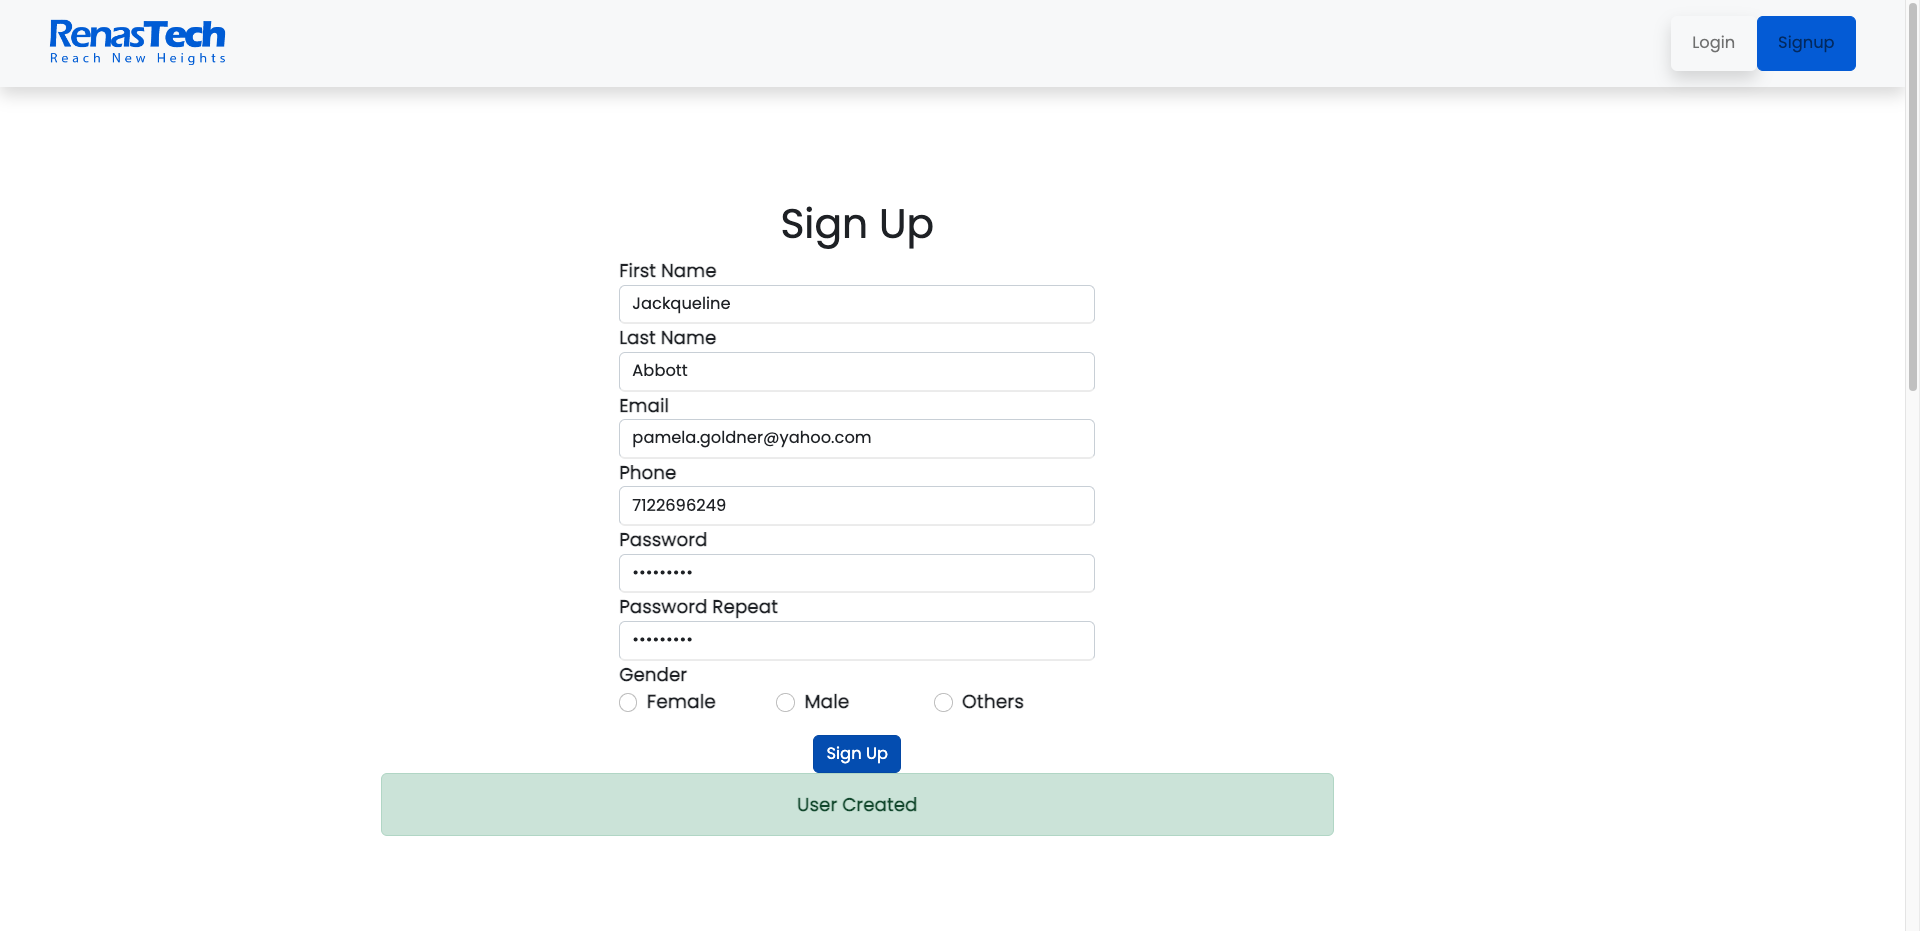 RenasTech
Reach New Heights
Login
Signup
Sign Up
First Name
Jackqueline
Last Name
Abbott
Email
pamela.goldner@yahoo.com
Phone
7122696249
Password
•••••••••
Password Repeat
•••••••••
Gender
Female Male Others
Sign Up
User Created